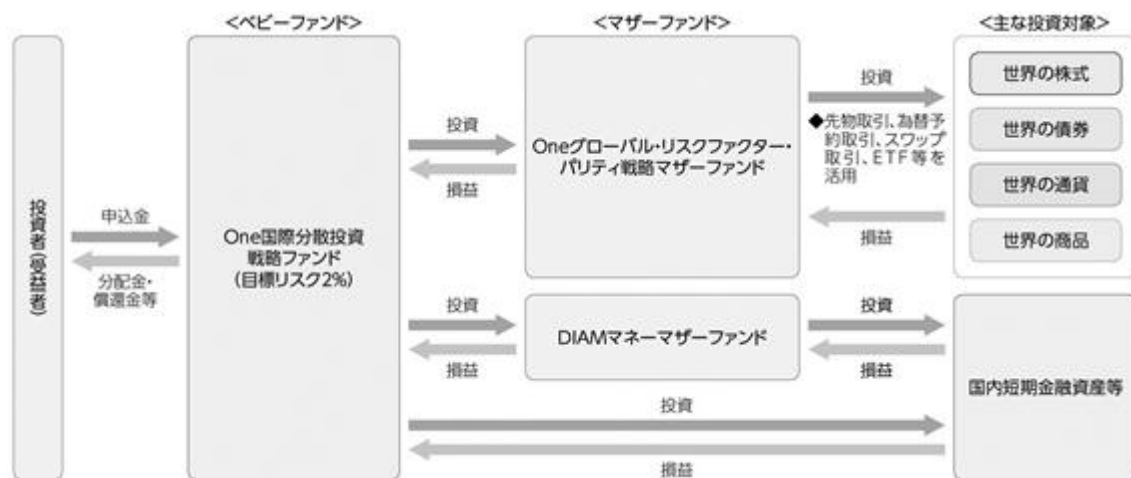 <ベビーファンド>
<マザーファンド>
<主な投資対象>
投資者(受益者)
申込金
分配金・
償還金等
One国際分散投資
戦略ファンド
(目標リスク2%)
投資
損益
Oneグローバル・リスクファクター・
パリティ戦略マザーファンド
投資
◆先物取引、為替予
約取引、スワップ
取引、ETF等を
活用
損益
世界の株式
世界の債券
世界の通貨
世界の商品
投資
損益
DIAMマネーマザーファンド
投資
損益
国内短期金融資産等
投資
損益